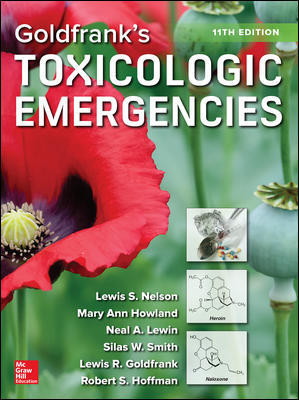 Goldfrank's
11TH EDITION
TOXICOLOGIC
EMERGENCIES
Lewis S. Nelson
Mary Ann Howland
Neal A. Lewin
Silas W. Smith
Lewis R. Goldfrank
Robert S. Hoffman
Heroin
Naloxone
Mc
Graw
Hill
Education